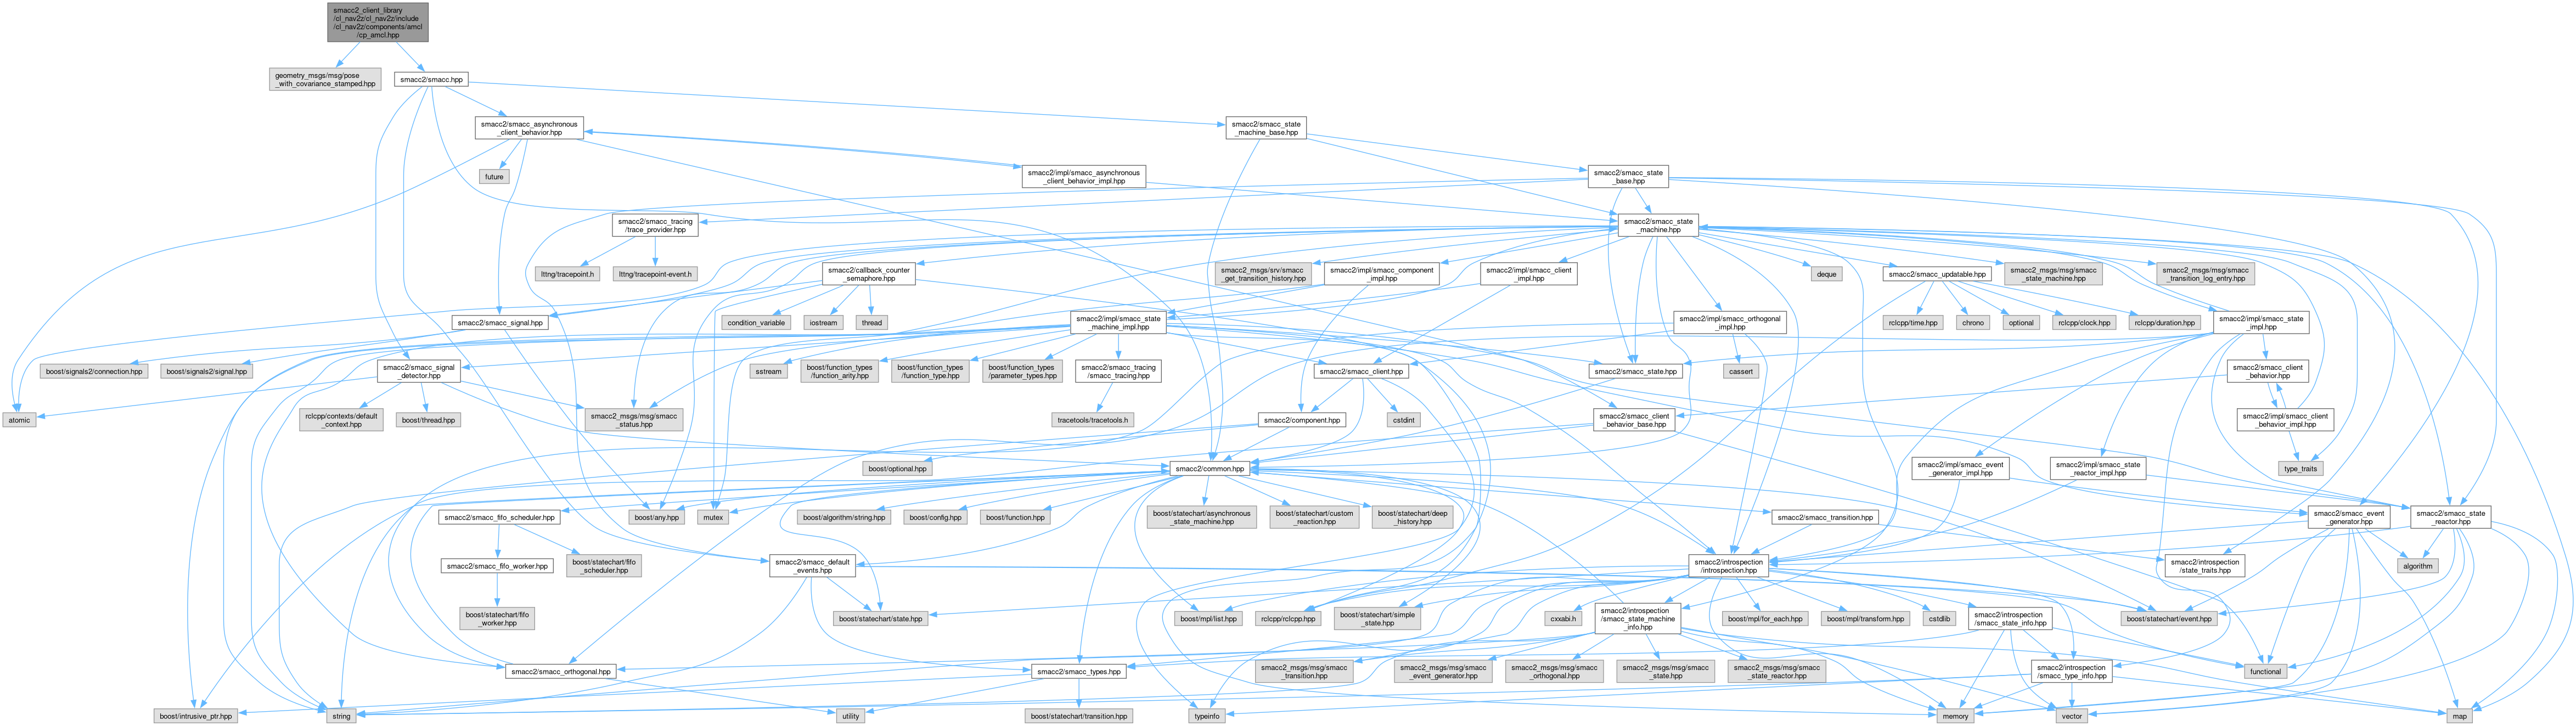 smacc2_client_library
/cl_nav2z/cl_nav2z/include
/cl_nav2z/components/amcl
/cp_amcl.hpp
geometry_msgs/msg/pose
_with_covariance_stamped.hpp
smacc2/smacc.hpp
smacc2/smacc_asynchronous
_client_behavior.hpp
smacc2/smacc_state
_machine_base.hpp
future
smacc2/impl/smacc_asynchronous
_client_behavior_impl.hpp
smacc2/smacc_state
_base.hpp
smacc2/smacc_tracing
/trace_provider.hpp
smacc2/smacc_state
_machine.hpp
lttng/tracepoint.h
lttng/tracepoint-event.h
smacc2/callback_counter
_semaphore.hpp
smacc2_msgs/srv/smacc
_get_transition_history.hpp
smacc2/impl/smacc_component
_impl.hpp
smacc2/impl/smacc_client
_impl.hpp
deque
smacc2/smacc_updatable.hpp
smacc2_msgs/msg/smacc
_state_machine.hpp
smacc2_msgs/msg/smacc
_transition_log_entry.hpp
smacc2/smacc_signal.hpp
condition_variable
iostream
thread
smacc2/impl/smacc_state
_machine_impl.hpp
smacc2/impl/smacc_orthogonal
_impl.hpp
rclcpp/time.hpp
chrono
optional
rclcpp/clock.hpp
rclcpp/duration.hpp
smacc2/impl/smacc_state
_impl.hpp
boost/signals2/connection.hpp
boost/signals2/signal.hpp
smacc2/smacc_signal
_detector.hpp
sstream
boost/function_types
/function_arity.hpp
boost/function_types
/function_type.hpp
boost/function_types
/parameter_types.hpp
smacc2/smacc_tracing
/smacc_tracing.hpp
smacc2/smacc_client.hpp
smacc2/smacc_state.hpp
cassert
smacc2/smacc_client
_behavior.hpp
atomic
rclcpp/contexts/default
_context.hpp
boost/thread.hpp
smacc2_msgs/msg/smacc
_status.hpp
tracetools/tracetools.h
smacc2/component.hpp
cstdint
smacc2/smacc_client
_behavior_base.hpp
smacc2/impl/smacc_client
_behavior_impl.hpp
boost/optional.hpp
smacc2/common.hpp
smacc2/impl/smacc_event
_generator_impl.hpp
smacc2/impl/smacc_state
_reactor_impl.hpp
type_traits
smacc2/smacc_fifo_scheduler.hpp
boost/any.hpp
mutex
boost/algorithm/string.hpp
boost/config.hpp
boost/function.hpp
boost/statechart/asynchronous
_state_machine.hpp
boost/statechart/custom
_reaction.hpp
boost/statechart/deep
_history.hpp
smacc2/smacc_transition.hpp
smacc2/smacc_event
_generator.hpp
smacc2/smacc_state
_reactor.hpp
smacc2/smacc_fifo_worker.hpp
boost/statechart/fifo
_scheduler.hpp
smacc2/smacc_default
_events.hpp
smacc2/introspection
/introspection.hpp
smacc2/introspection
/state_traits.hpp
algorithm
boost/statechart/fifo
_worker.hpp
boost/statechart/state.hpp
boost/mpl/list.hpp
rclcpp/rclcpp.hpp
boost/statechart/simple
_state.hpp
cxxabi.h
smacc2/introspection
/smacc_state_machine
_info.hpp
boost/mpl/for_each.hpp
boost/mpl/transform.hpp
cstdlib
smacc2/introspection
/smacc_state_info.hpp
boost/statechart/event.hpp
smacc2/smacc_orthogonal.hpp
smacc2/smacc_types.hpp
smacc2_msgs/msg/smacc
_transition.hpp
smacc2_msgs/msg/smacc
_event_generator.hpp
smacc2_msgs/msg/smacc
_orthogonal.hpp
smacc2_msgs/msg/smacc
_state.hpp
smacc2_msgs/msg/smacc
_state_reactor.hpp
smacc2/introspection
/smacc_type_info.hpp
functional
boost/intrusive_ptr.hpp
string
utility
boost/statechart/transition.hpp
typeinfo
memory
vector
map